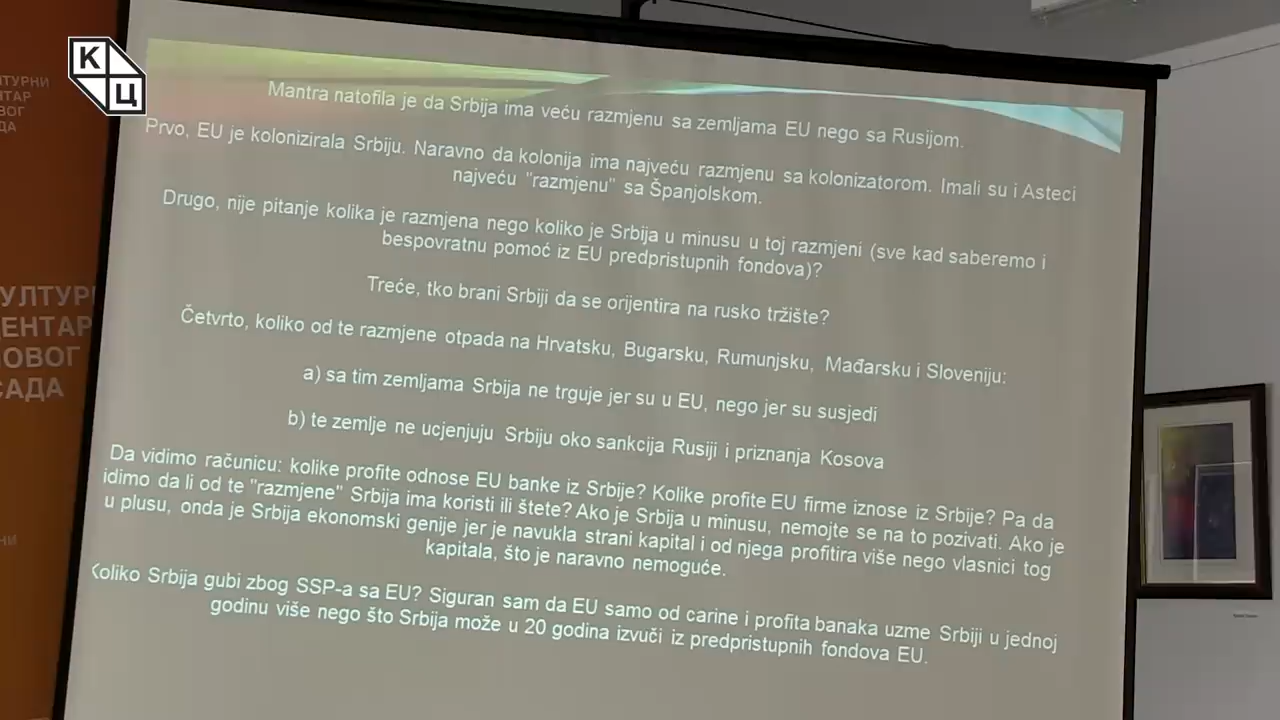 К
Ц
ЛТУРНИ
НТАР
ВОГ
ДА
УЛТУР
ЕНТАР
ОВОГ
САДА
НИ
Mantra natofila je da Srbija ima veću razmjenu sa zemljama EU nego sa Rusijom.
Prvo, EU je kolonizirala Srbiju. Naravno da kolonija ima najveću razmjenu sa kolonizatorom. Imali su i Asteci
najveću "razmjenu" sa Španjolskom.
Drugo, nije pitanje kolika je razmjena nego koliko je Srbija u minusu u toj razmjeni (sve kad saberemo i
bespovratnu pomoć iz EU predpristupnih fondova)?
Treće, tko brani Srbiji da se orijentira na rusko tržište?
Četvrto, koliko od te razmjene otpada na Hrvatsku, Bugarsku, Rumunjsku, Mađarsku i Sloveniju:
a) sa tim zemljama Srbija ne trguje jer su u EU, nego jer su susjedi
b) te zemlje ne ucjenjuju Srbiju oko sankcija Rusiji i priznanja Kosova
Da vidimo računicu: kolike profite odnose EU banke iz Srbije? Kolike profite EU firme iznose iz Srbije? Pa da
idimo da li od te "razmjene" Srbija ima koristi ili štete? Ako je Srbija u minusu, nemojte se na to pozivati. Ako je
u plusu, onda je Srbija ekonomski genije jer je navukla strani kapital i od njega profitira više nego vlasnici tog
kapitala, što je naravno nemoguće.
Koliko Srbija gubi zbog SSP-a sa EU? Siguran sam da EU samo od carine i profita banaka uzme Srbiji u jednoj
godinu više nego što Srbija može u 20 godina izvuči iz predpristupnih fondova EU.